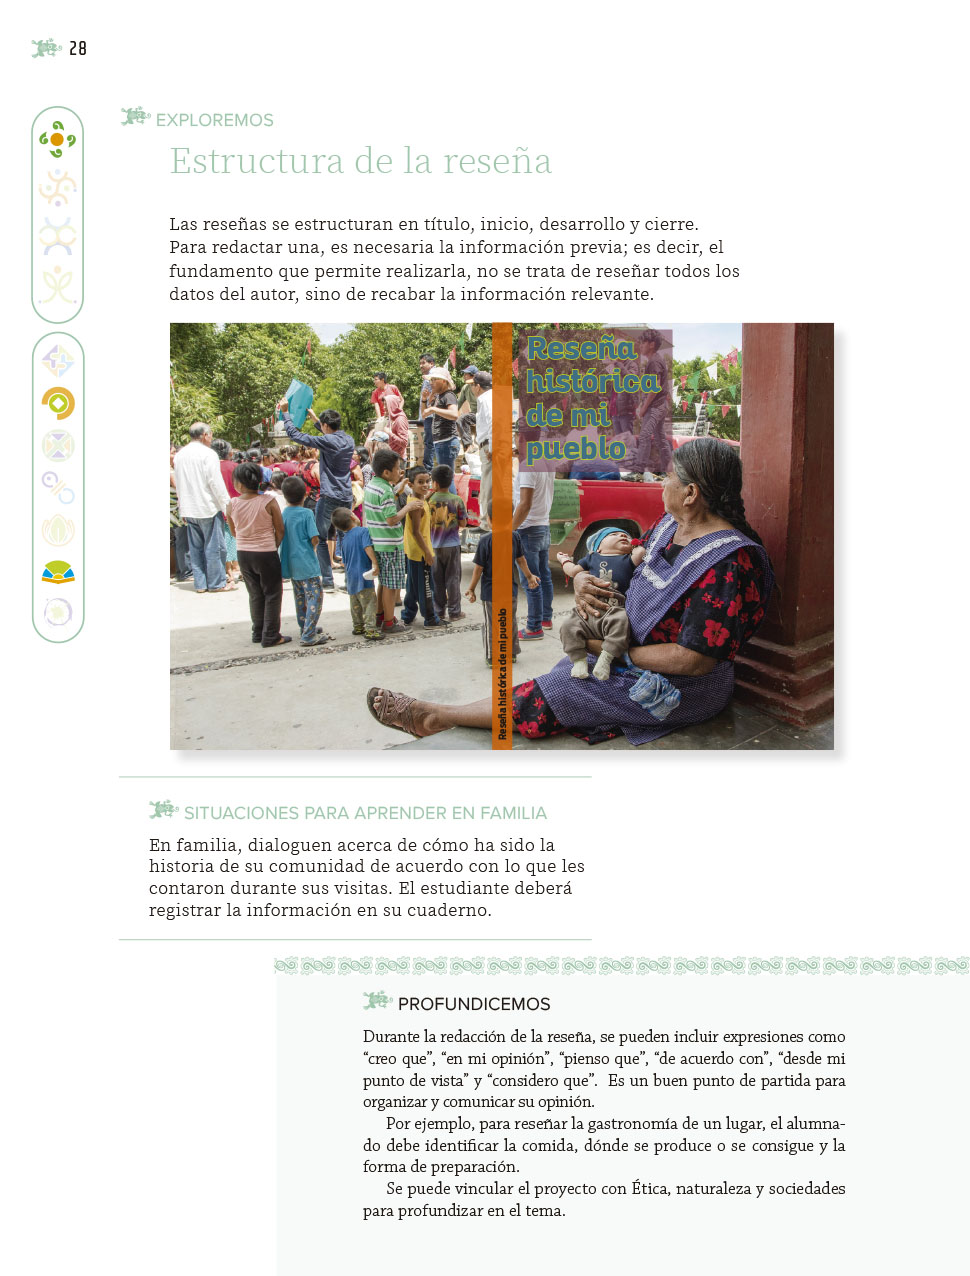 28
EXPLOREMOS
Estructura de la reseña
Las reseñas se estructuran en título, inicio, desarrollo y cierre.
Para redactar una, es necesaria la información previa; es decir, el
fundamento que permite realizarla, no se trata de reseñar todos los
datos del autor, sino de recabar la información relevante.
Reseña
histórica
de mi
pueblo
Reseña histórica de mi pueblo
SITUACIONES PARA APRENDER EN FAMILIA
En familia, dialoguen acerca de cómo ha sido la
historia de su comunidad de acuerdo con lo que les
contaron durante sus visitas. El estudiante deberá
registrar la información en su cuaderno.
PROFUNDICEMOS
Durante la redacción de la reseña, se pueden incluir expresiones como
“creo que”, “en mi opinión”, “pienso que”, “de acuerdo con”, “desde mi
punto de vista” y “considero que”.  Es un buen punto de partida para
organizar y comunicar su opinión.
Por ejemplo, para reseñar la gastronomía de un lugar, el alumna-
do debe identificar la comida, dónde se produce o se consigue y la
forma de preparación.
Se puede vincular el proyecto con Ética, naturaleza y sociedades
para profundizar en el tema.